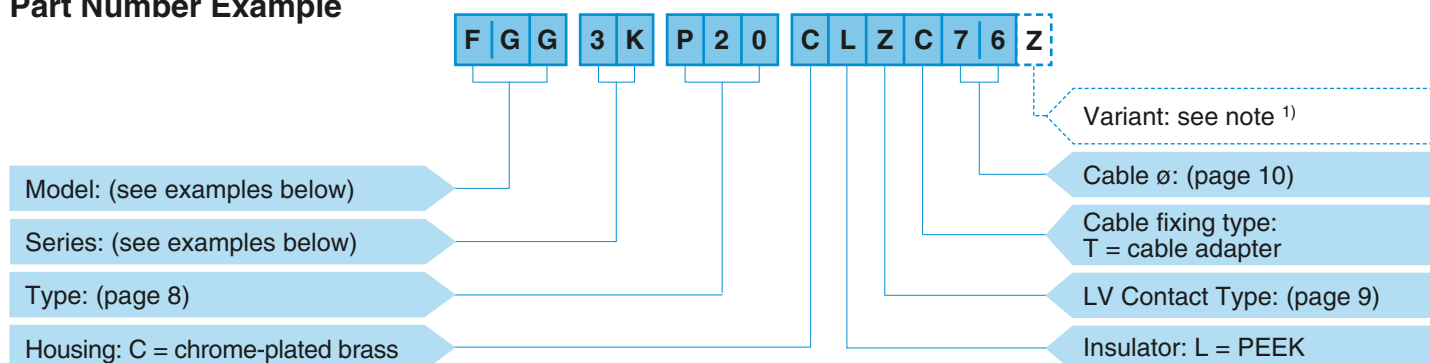 Part Number Example
F G G 3 K P 2 0 C L Z C 7 6 Z
Variant: see note 1)
Model: (see examples below)
Cable ø: (page 10)
Series: (see examples below)
Cable fixing type:
T = cable adapter
Type: (page 8)
LV Contact Type: (page 9)
Housing: C = chrome-plated brass
Insulator: L = PEEK